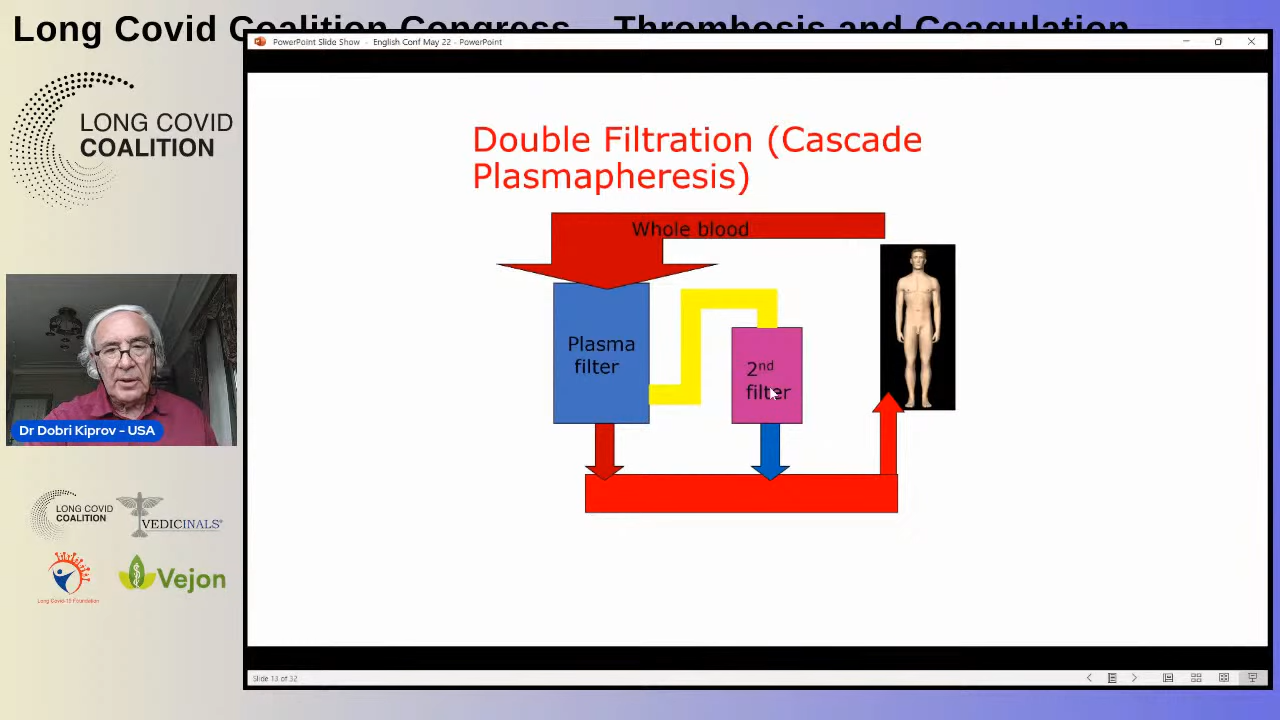 Long Covid Coalition Congress - Thrombosis and Coagulation
PowerPoint Slide Show - English Conf May 22 - PowerPoint
LONG COVID
COALITION
Double Filtration (Cascade
Plasmapheresis)
Whole blood
Plasma
filter
2nd
filter
Dr Dobri Kiprov - USA
LONG COVID
COALITION
VEDICINALS®
Vejon
Long Covid-19 Foundation
Slide 13 of 32